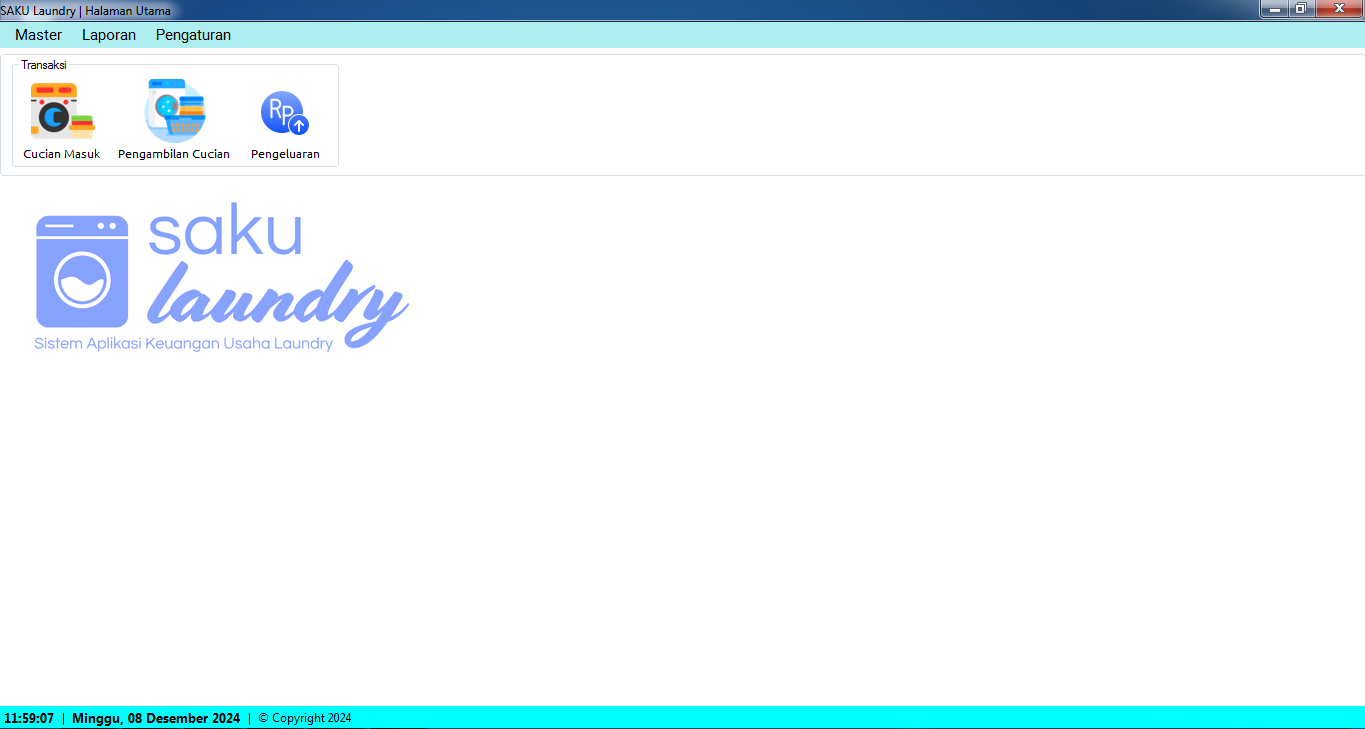 SAKU Laundry | Halaman Utama
Master Laporan Pengaturan
Transaksi
Rp
Cucian Masuk Pengambilan Cucian Pengeluaran
saku
laundry
Sistem Aplikasi Keuangan Usaha Laundry
11:59:07 | Minggu, 08 Desember 2024 | © Copyright 2024